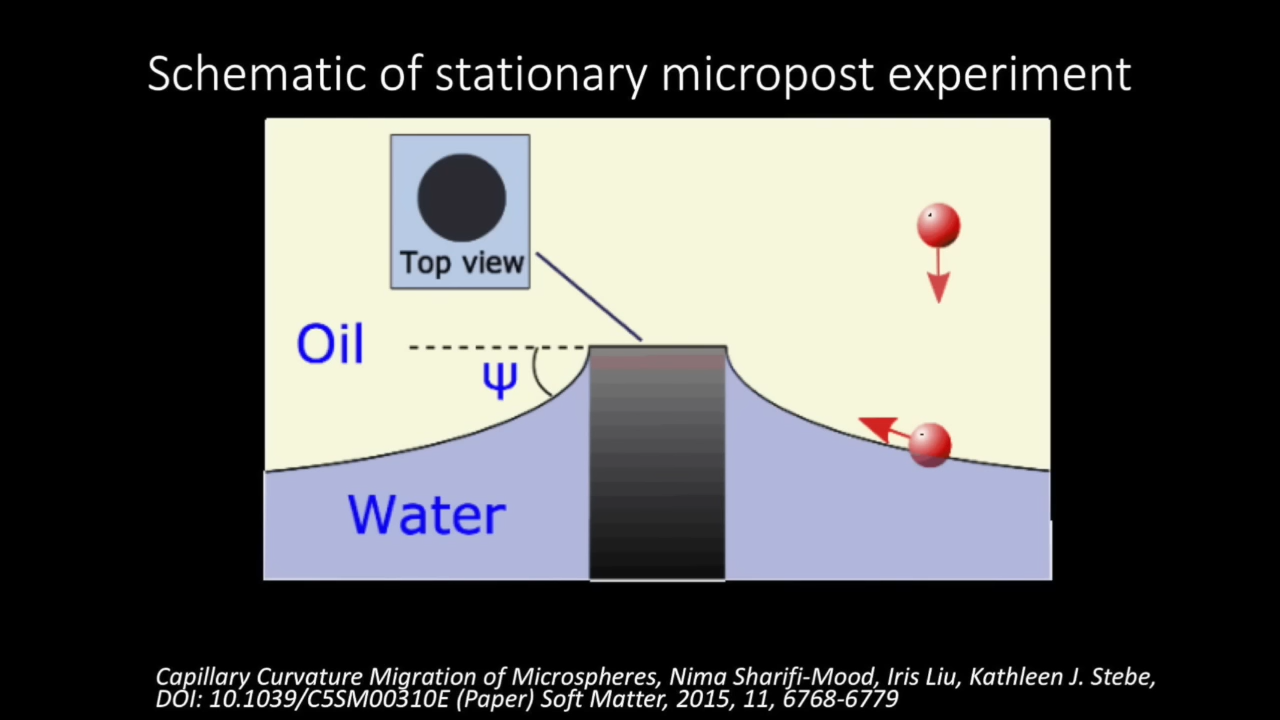 Schematic of stationary micropost experiment
Top view
Oil
ψ
Water
Capillary Curvature Migration of Microspheres, Nima Sharifi-Mood, Iris Liu, Kathleen J. Stebe,
DOI: 10.1039/C5SM00310E (Paper) Soft Matter, 2015, 11, 6768-6779